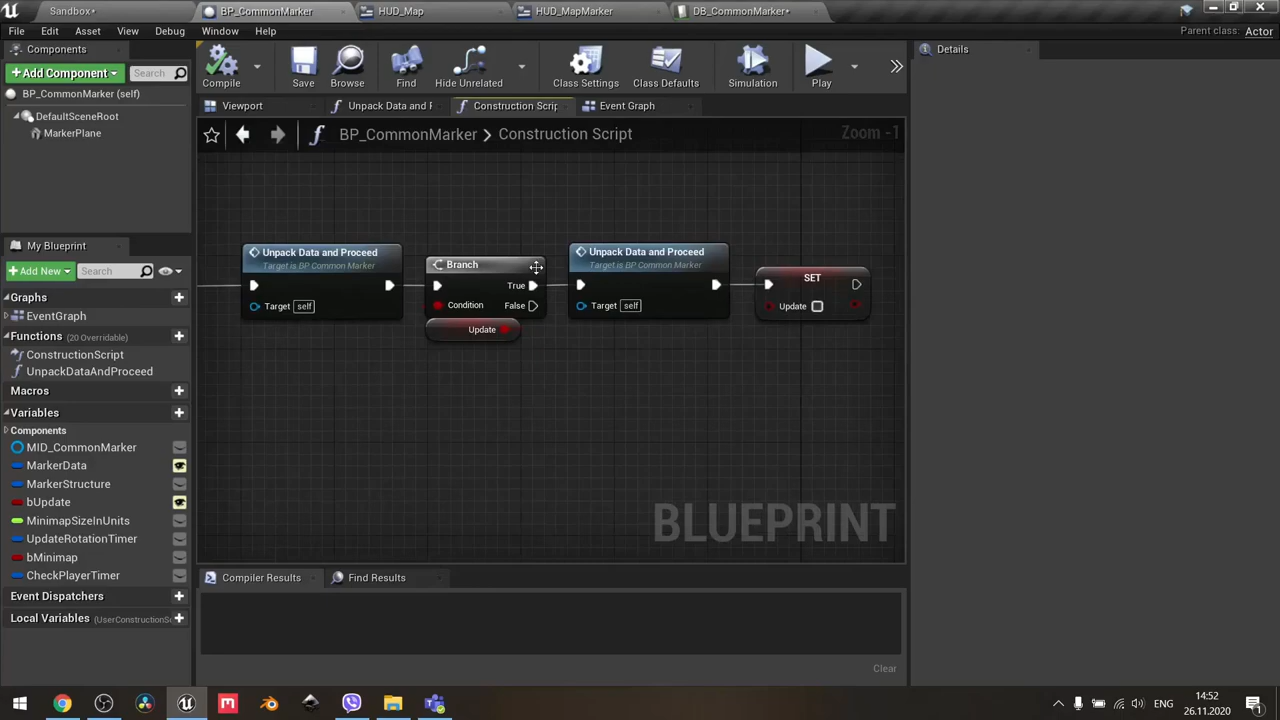 Sandbox•
BP_CommonMarker
HUD_Map
HUD_MapMarker
DB_CommonMarker•
File
Edit
Asset
View
Debug
Window
Help
Parent class:
Actor
Components
+Add Component
Search
BP_CommonMarker (self)
DefaultSceneRoot
MarkerPlane
Compile
Save
Browse
Find
Hide Unrelated
Class Settings
Class Defaults
Simulation
Play
Details
Viewport
Unpack Data and F
Construction Scrip
Event Graph
BP_CommonMarker
Construction Script
Zoom -1
Unpack Data and Proceed
Target is BP Common Marker
Target
self
Branch
True
Condition
False
Update
Unpack Data and Proceed
Target is BP Common Marker
Target
self
SET
Update
BLUEPRINT
My Blueprint
+Add New
Search
Graphs
EventGraph
Functions
(20 Overridable)
ConstructionScript
UnpackDataAndProceed
Macros
Variables
Components
MID_CommonMarker
MarkerData
MarkerStructure
bUpdate
MinimapSizeInUnits
UpdateRotationTimer
bMinimap
CheckPlayerTimer
Event Dispatchers
Local Variables
(UserConstructionSc
Compiler Results
Find Results
Clear
ENG
14:52
26.11.2020